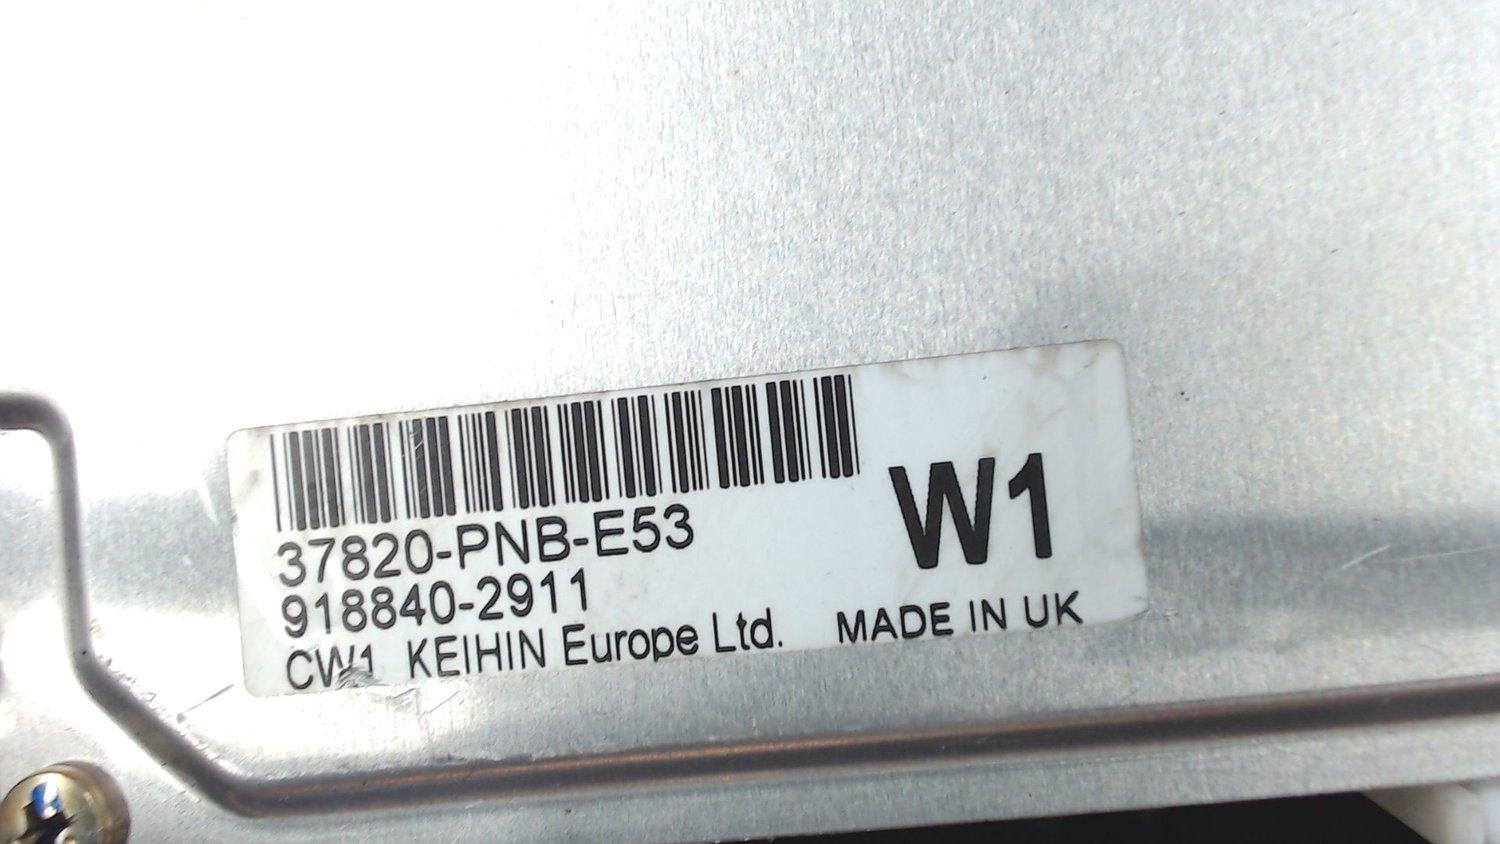 37820-PNB-E53
W1
918840-2911
CW1 KEIHIN Europe Ltd. MADE IN UK